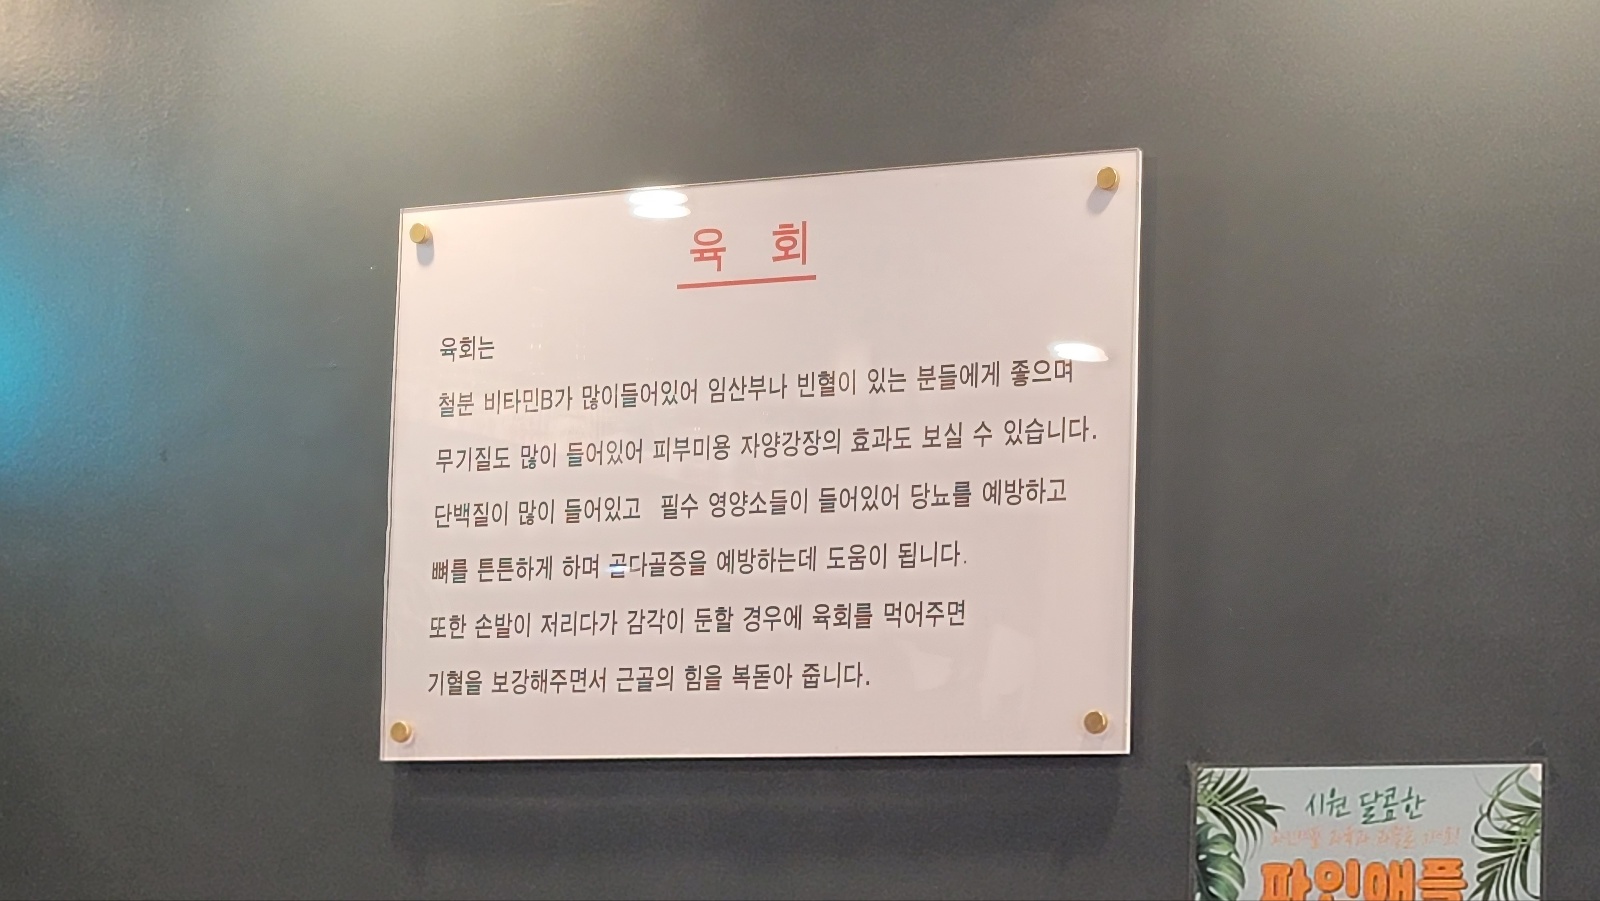 육 회
육회는
철분 비타민B가 많이들어있어 임산부나 빈혈이 있는 분들에게 좋으며
무기질도 많이 들어있어 피부미용 자양강장의 효과도 보실 수 있습니다.
단백질이 많이 들어있고 필수 영양소들이 들어있어 당뇨를 예방하고
뼈를 튼튼하게 하며 골다골증을 예방하는데 도움이 됩니다.
또한 손발이 저리다가 감각이 둔할 경우에 육회를 먹어주면
기혈을 보강해주면서 근골의 힘을 복돋아 줍니다.
시원 달콤한
파인애플